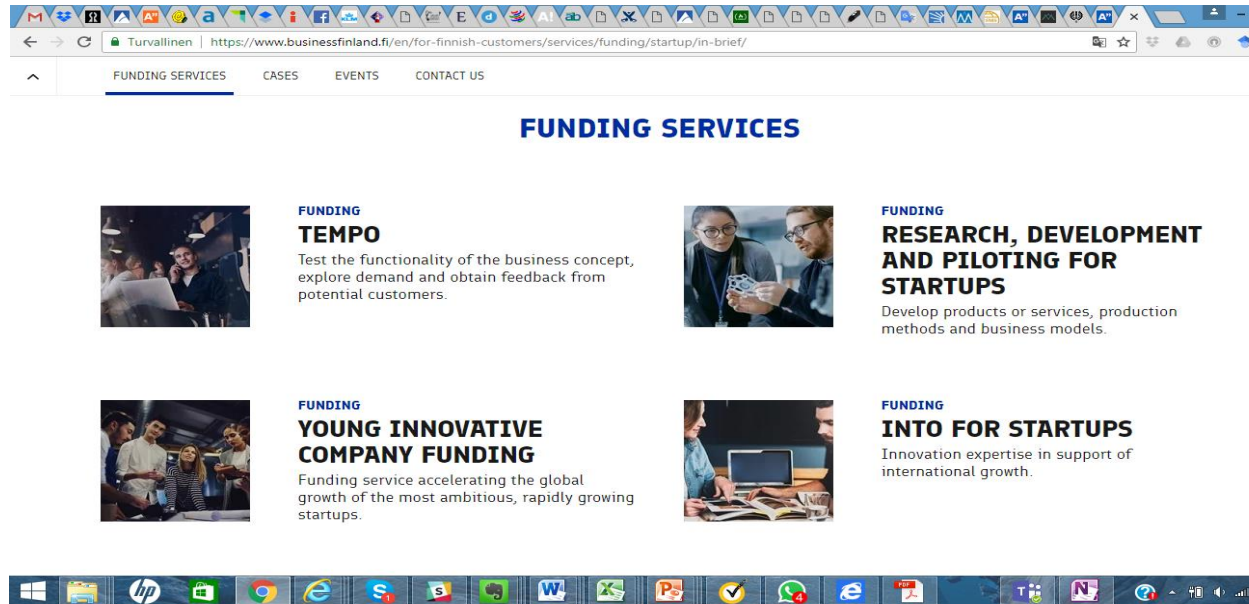 Turvallinen | https://www.businessfinland.fi/en/for-finnish-customers/services/funding/startup/in-brief/
FUNDING SERVICES CASES EVENTS CONTACT US
FUNDING SERVICES
FUNDING
TEMPO
Test the functionality of the business concept,
explore demand and obtain feedback from
potential customers.
FUNDING
RESEARCH, DEVELOPMENT
AND PILOTING FOR
STARTUPS
Develop products or services, production
methods and business models.
FUNDING
YOUNG INNOVATIVE
COMPANY FUNDING
Funding service accelerating the global
growth of the most ambitious, rapidly growing
startups.
FUNDING
INTO FOR STARTUPS
Innovation expertise in support of
international growth.